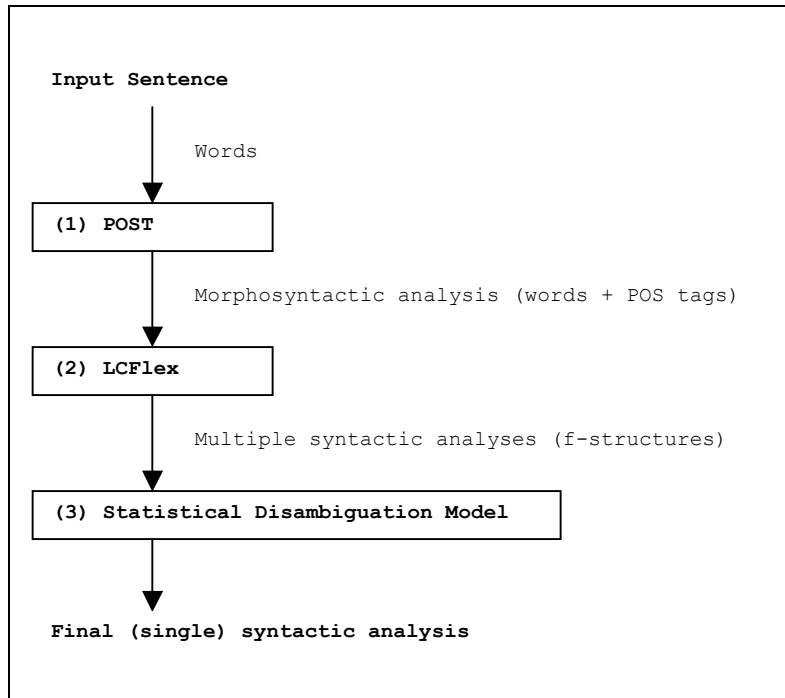 Input Sentence
Words
(1) POST
Morphosyntactic analysis (words + POS tags)
(2) LCFlex
Multiple syntactic analyses (f-structures)
(3) Statistical Disambiguation Model
Final (single) syntactic analysis